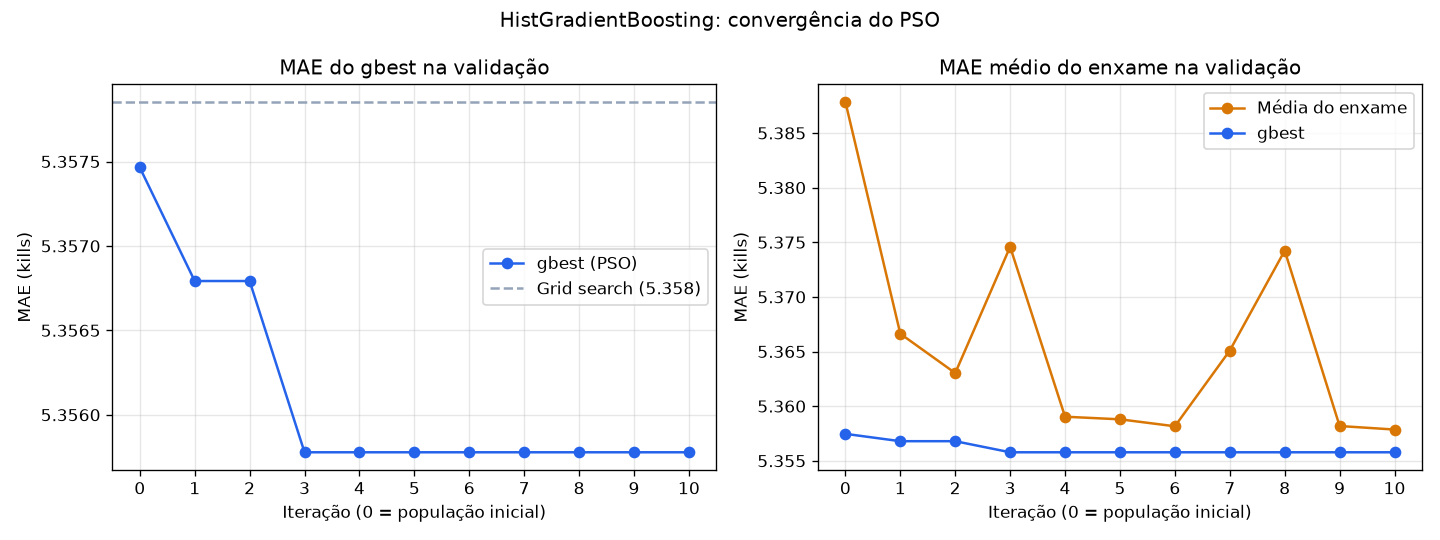 HistGradientBoosting: convergência do PSO
MAE do gbest na validação
MAE (kills)
5.3575
5.3570
5.3565
5.3560
gbest (PSO)
Grid search (5.358)
0 1 2 3 4 5 6 7 8 9 10
Iteração (0 = população inicial)
MAE médio do enxame na validação
MAE (kills)
5.385
5.380
5.375
5.370
5.365
5.360
5.355
Média do enxame
gbest
0 1 2 3 4 5 6 7 8 9 10
Iteração (0 = população inicial)